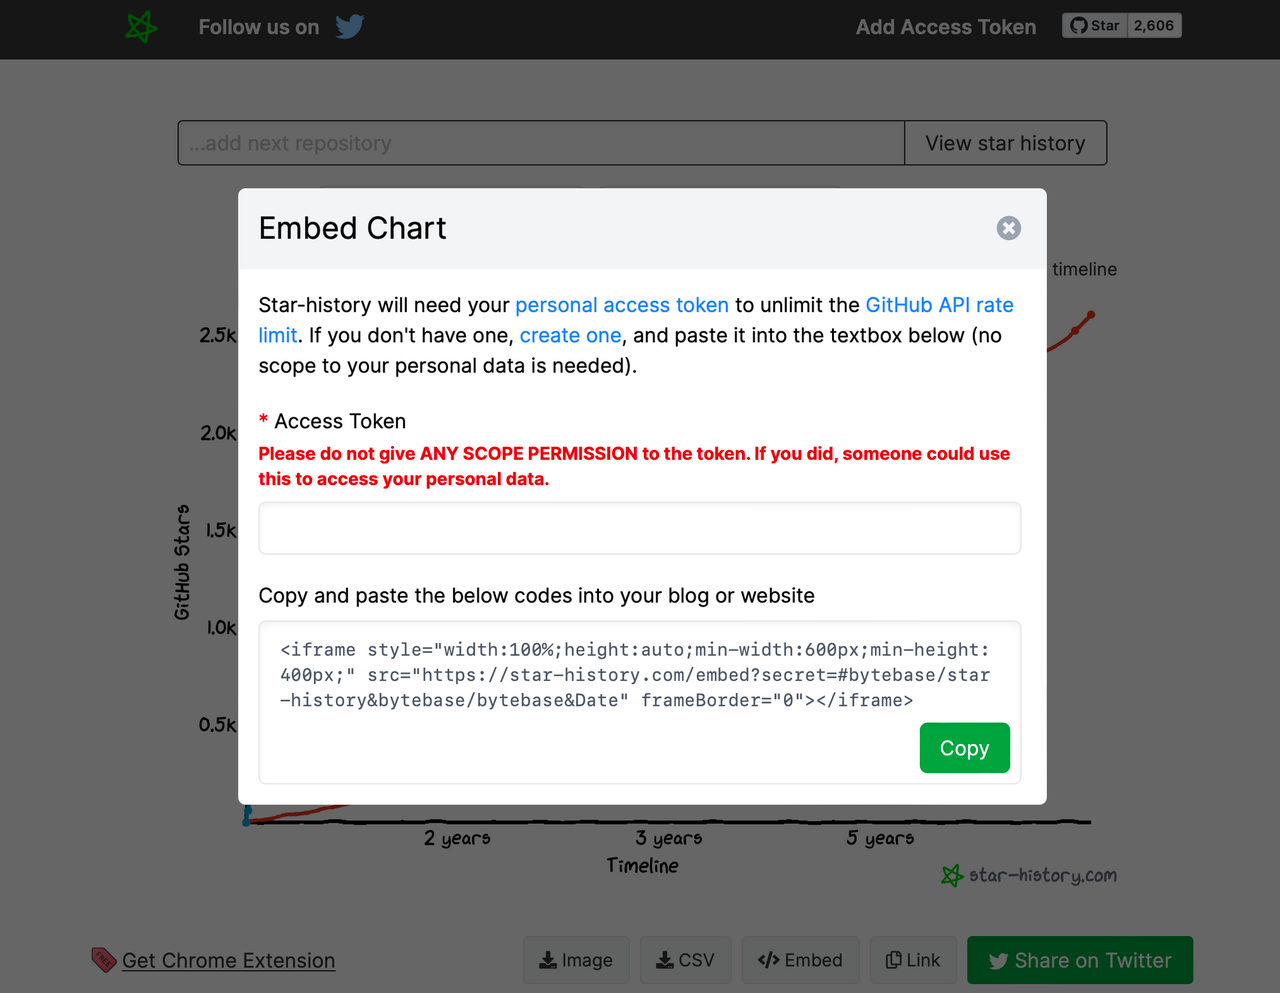 Follow us on
Add Access Token
Star 2,606
...add next repository
View star history
Embed Chart
timeline
Star-history will need your personal access token to unlimit the GitHub API rate
limit. If you don't have one, create one, and paste it into the textbox below (no
scope to your personal data is needed).
* Access Token
Please do not give ANY SCOPE PERMISSION to the token. If you did, someone could use
this to access your personal data.
Copy and paste the below codes into your blog or website
<iframe style="width:100%;height:auto;min-width:600px;min-height:
400px;" src="https://star-history.com/embed?secret=#bytebase/star
-history&bytebase/bytebase&Date" frameBorder="0"></iframe>
Copy
2.5k
2.0k
1.5k
1.0k
0.5k
GitHub Stars
2 years
3 years
5 years
Timeline
star-history.com
FREE
Get Chrome Extension
Image
CSV
</> Embed
Link
Share on Twitter